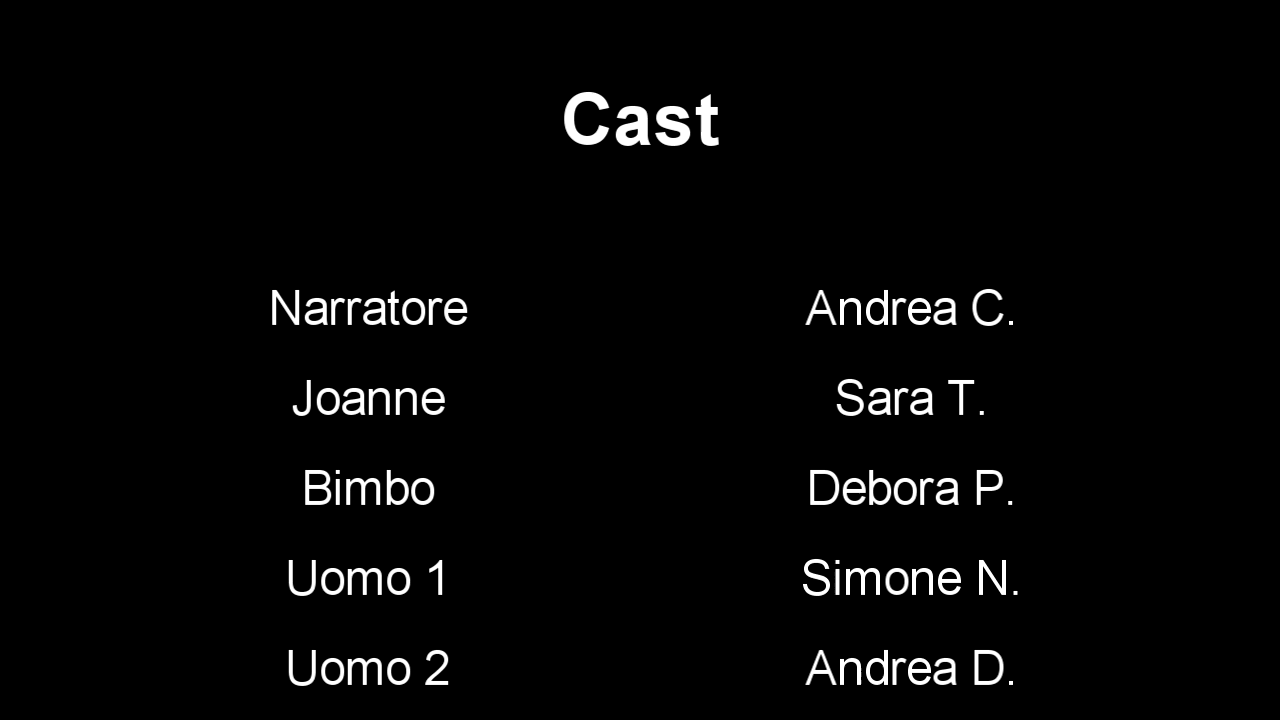 Cast
Narratore Andrea C.
Joanne Sara T.
Bimbo Debora P.
Uomo 1 Simone N.
Uomo 2 Andrea D.